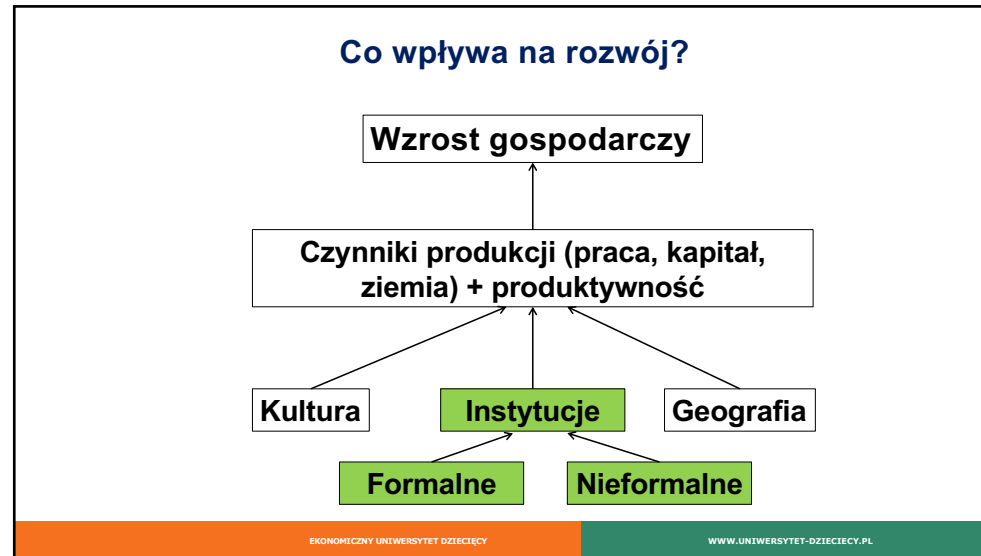 Co wpływa na rozwój?
Wzrost gospodarczy
Czynniki produkcji (praca, kapitał,
ziemia) + produktywność
Kultura
Instytucje
Geografia
Formalne
Nieformalne
EKONOMICZNY UNIWERSYTET DZIECIĘCY
WWW.UNIWERSYTET-DZIECIECY.PL